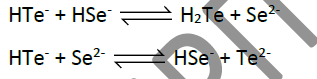 HTe⁻ + HSe⁻ ⇌ H₂Te + Se²⁻
HTe⁻ + Se²⁻ ⇌ HSe⁻ + Te²⁻